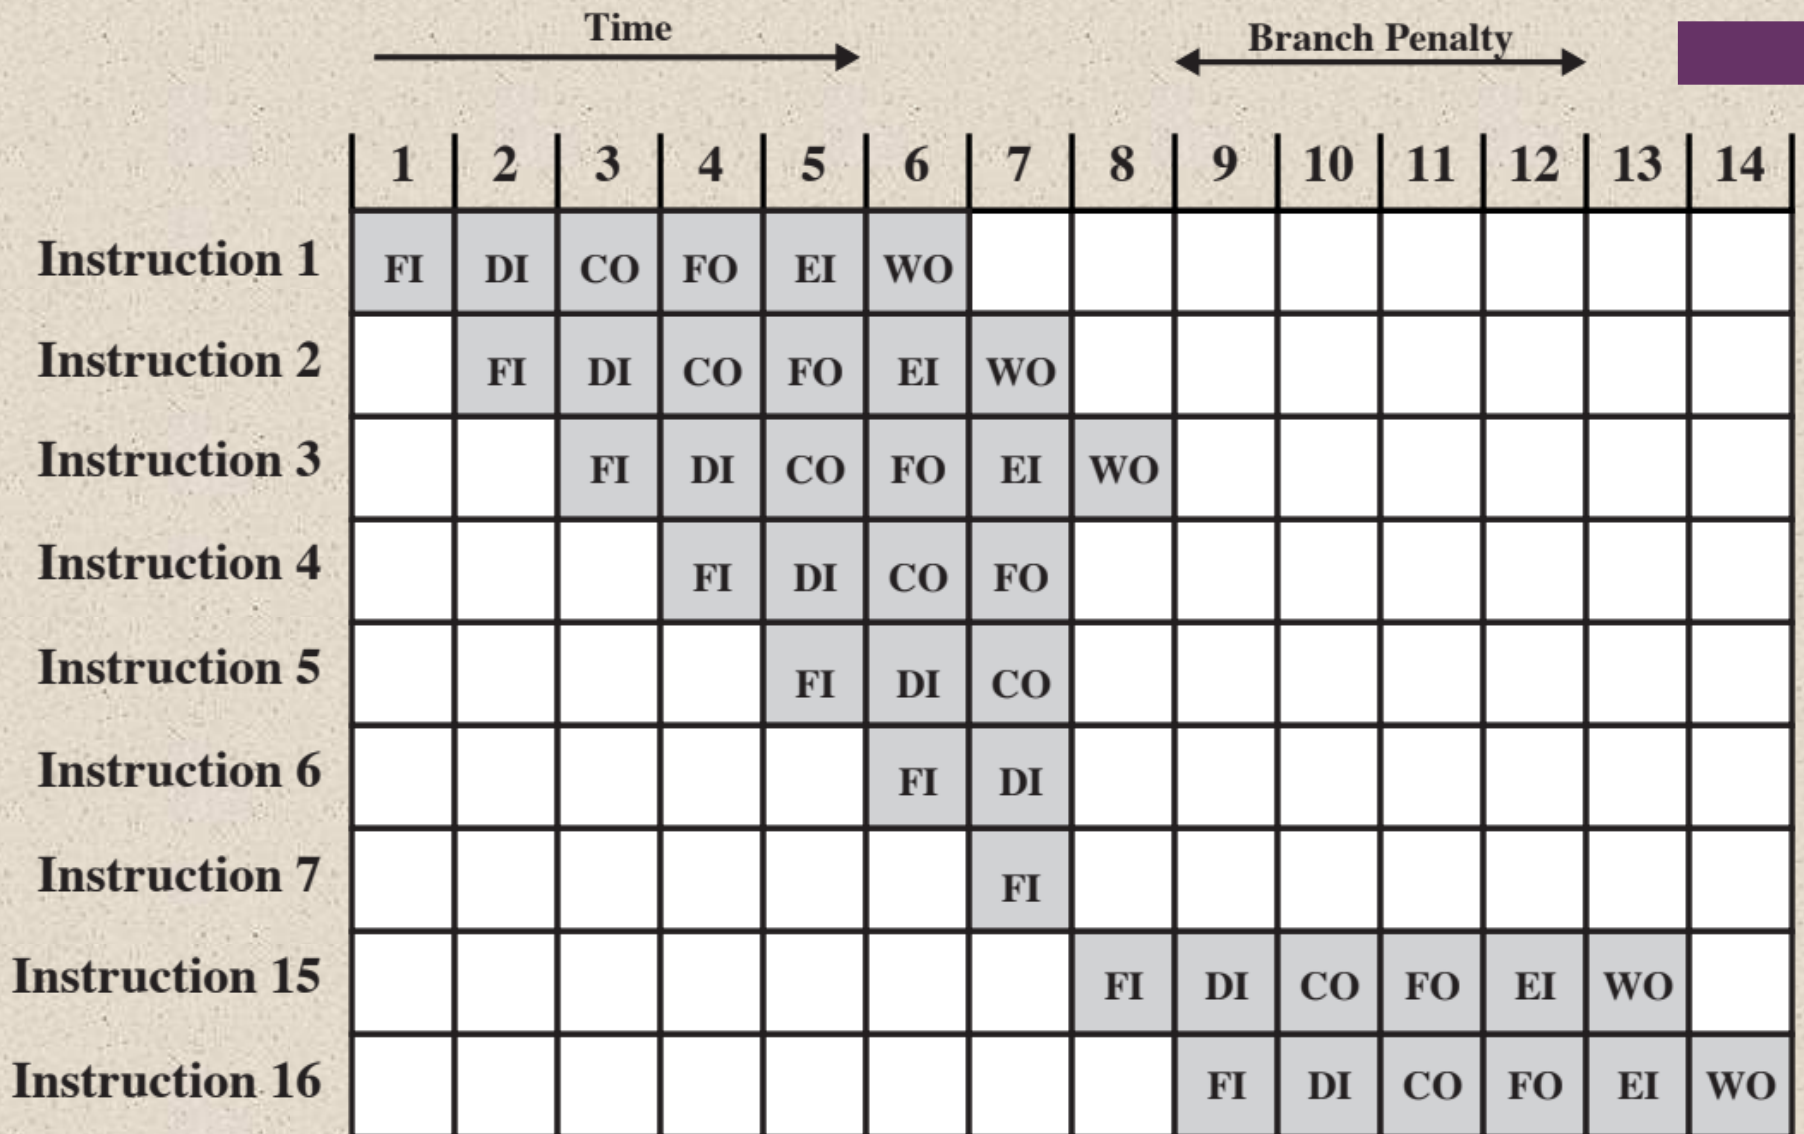 Time
Branch Penalty
1 2 3 4 5 6 7 8 9 10 11 12 13 14
Instruction 1 FI DI CO FO EI WO
Instruction 2 FI DI CO FO EI WO
Instruction 3 FI DI CO FO EI WO
Instruction 4 FI DI CO FO
Instruction 5 FI DI CO
Instruction 6 FI DI
Instruction 7 FI
Instruction 15 FI DI CO FO EI WO
Instruction 16 FI DI CO FO EI WO